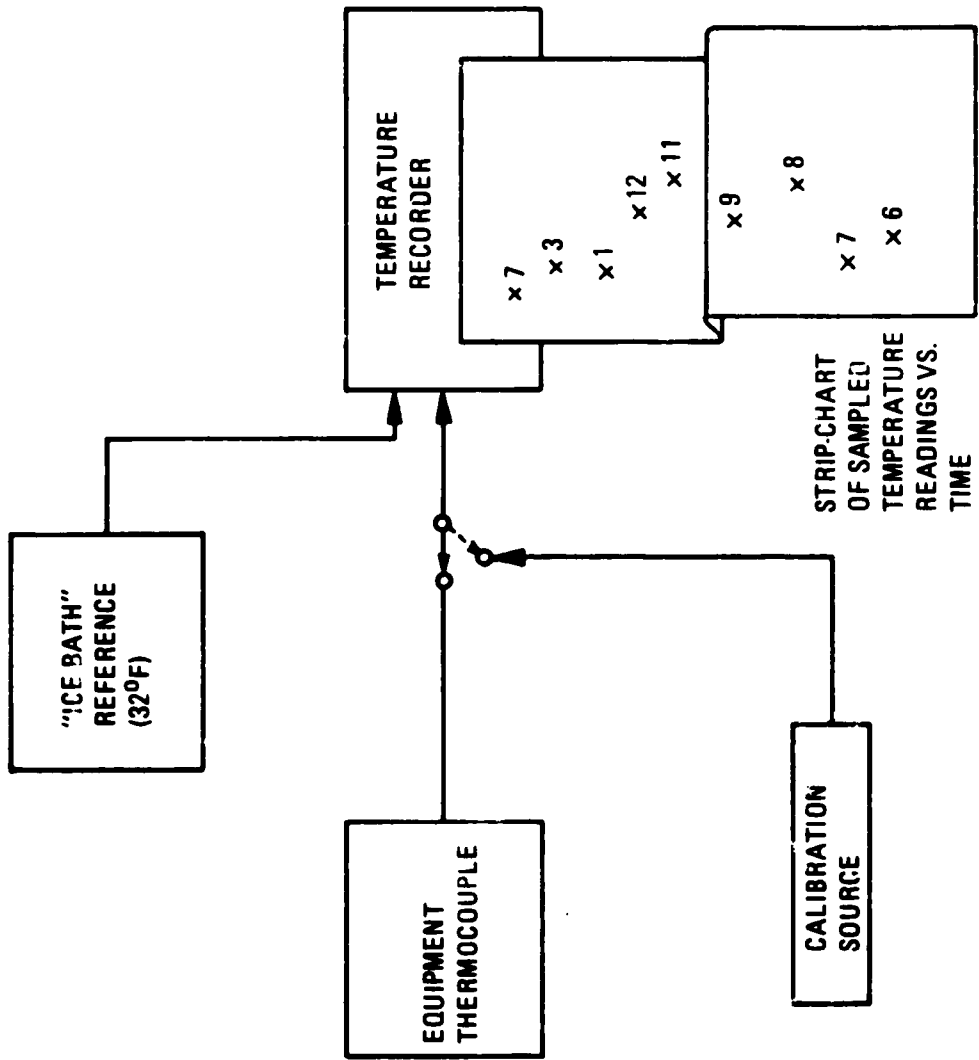 "ICE BATH"
REFERENCE
(32ºF)
TEMPERATURE
RECORDER
EQUIPMENT
THERMOCOUPLE
CALIBRATION
SOURCE
x 7
x 3
x 1
x 12
x 11
x 9
x 8
x 7
x 6
STRIP-CHART
OF SAMPLED
TEMPERATURE
READINGS VS.
TIME